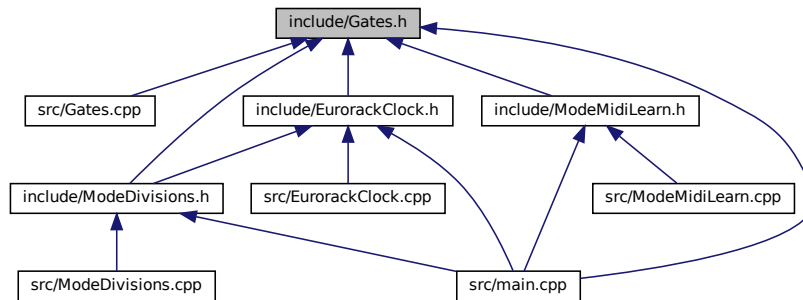 include/Gates.h
src/Gates.cpp
include/EurorackClock.h
include/ModeMidiLearn.h
include/ModeDivisions.h
src/EurorackClock.cpp
src/ModeMidiLearn.cpp
src/ModeDivisions.cpp
src/main.cpp